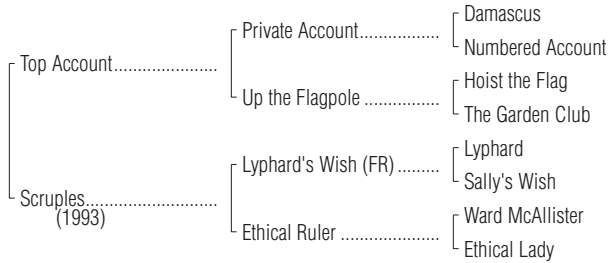 Damascus
Private Account..................
Numbered Account
Top Account.......................
Hoist the Flag
Up the Flagpole .................
The Garden Club
Lyphard
Lyphard's Wish (FR) .........
Sally's Wish
Scruples.............................
(1993)
Ward McAllister
Ethical Ruler ......................
Ethical Lady